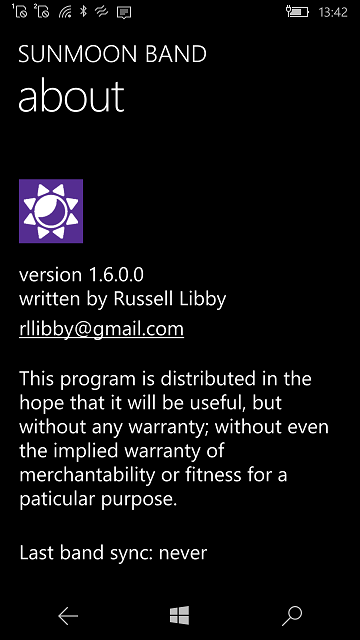 1 2 13:42
SUNMOON BAND
about
version 1.6.0.0
written by Russell Libby
rllibby@gmail.com
This program is distributed in the
hope that it will be useful, but
without any warranty; without even
the implied warranty of
merchantability or fitness for a
paticular purpose.
Last band sync: never